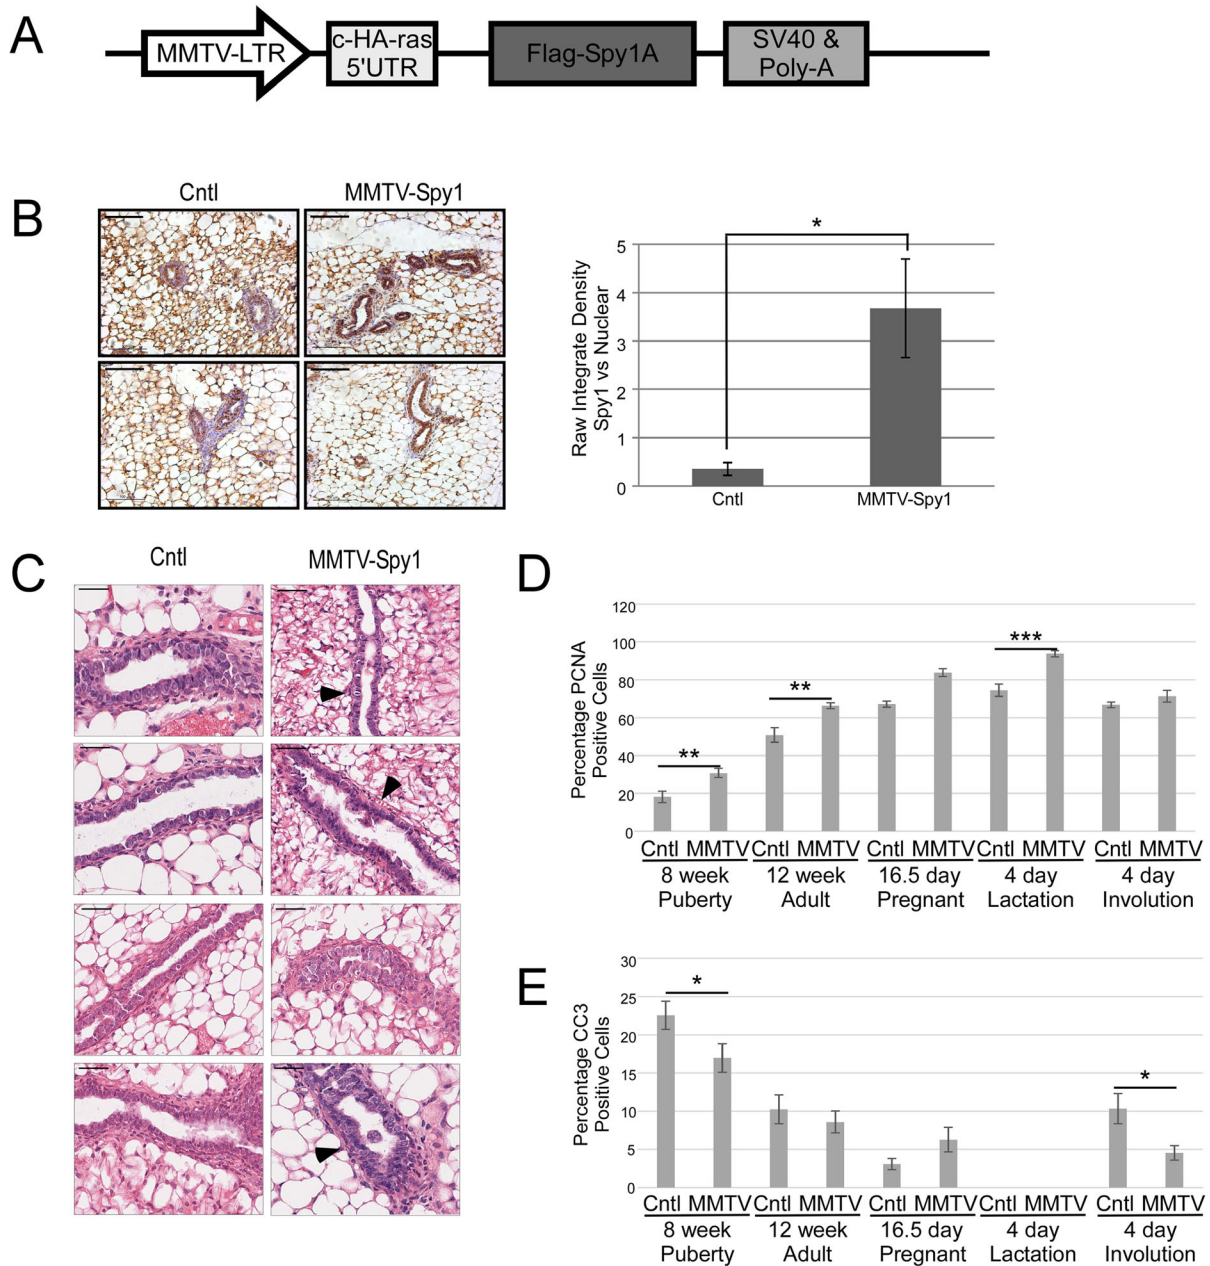 A
MMTV-LTR
c-HA-ras
5'UTR
Flag-Spy1A
SV40 &
Poly-A
B
Cntl
MMTV-Spy1
Raw Integrate Density
Spy1 vs Nuclear
5
4
3
2
1
0
*
Cntl
MMTV-Spy1
C
Cntl
MMTV-Spy1
D
Percentage PCNA
Positive Cells
120
100
80
60
40
20
0
**
**
***
Cntl MMTV Cntl MMTV Cntl MMTV Cntl MMTV Cntl MMTV
8 week 12 week 16.5 day 4 day 4 day
Puberty Adult Pregnant Lactation Involution
E
Percentage CC3
Positive Cells
30
25
20
15
10
5
0
*
*
Cntl MMTV Cntl MMTV Cntl MMTV Cntl MMTV Cntl MMTV
8 week 12 week 16.5 day 4 day 4 day
Puberty Adult Pregnant Lactation Involution